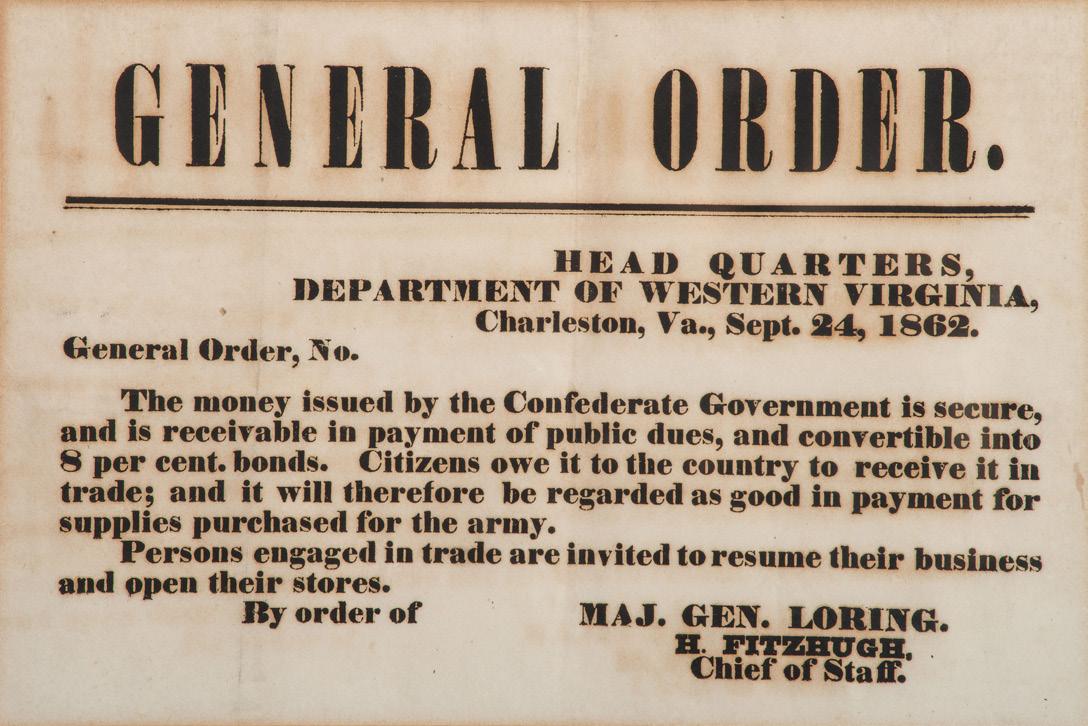 GENERAL ORDER.
HEAD QUARTERS,
DEPARTMENT OF WESTERN VIRGINIA,
Charleston, Va., Sept. 24, 1862.
General Order, No.
The money issued by the Confederate Government is secure,
and is receivable in payment of public dues, and convertible into
8 per cent. bonds. Citizens owe it to the country to receive it in
trade; and it will therefore be regarded as good in payment for
supplies purchased for the army.
Persons engaged in trade are invited to resume their business
and open their stores.
By order of MAJ. GEN. LORING.
H. FITZHUGH,
Chief of Staff.